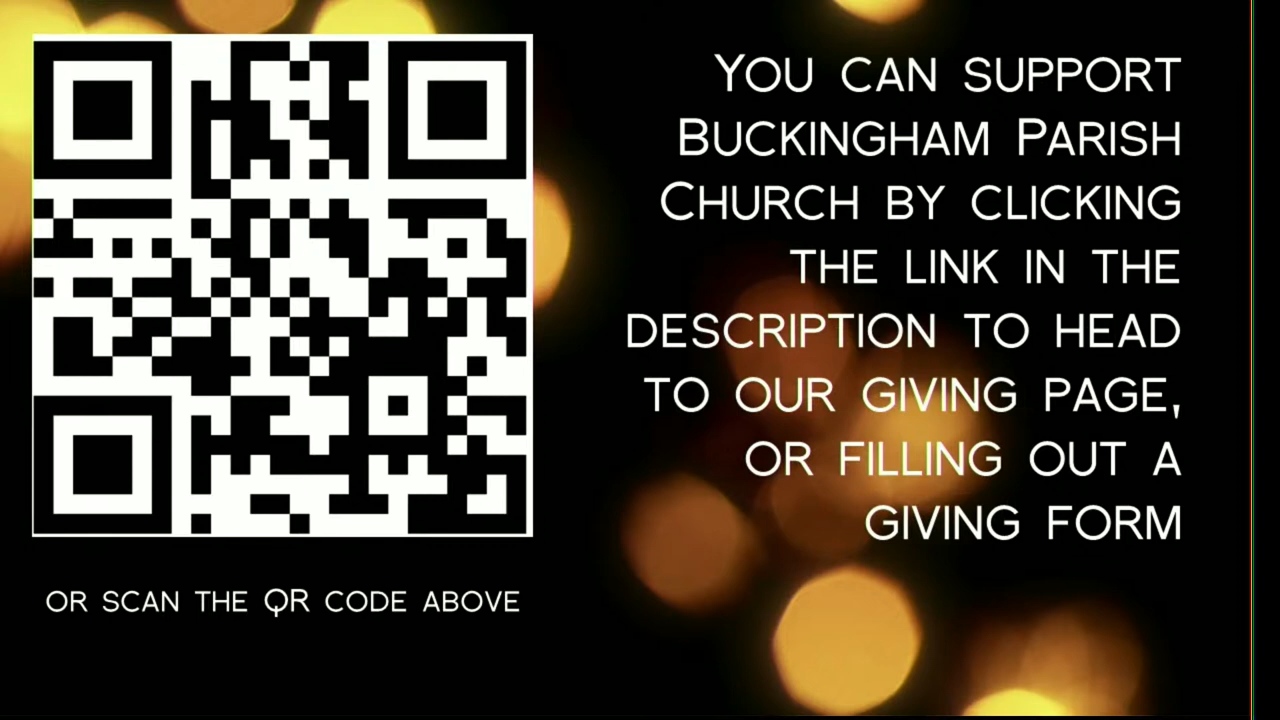 You can support
Buckingham Parish
Church by clicking
the link in the
description to head
to our giving page,
or filling out a
giving form
or scan the QR code above